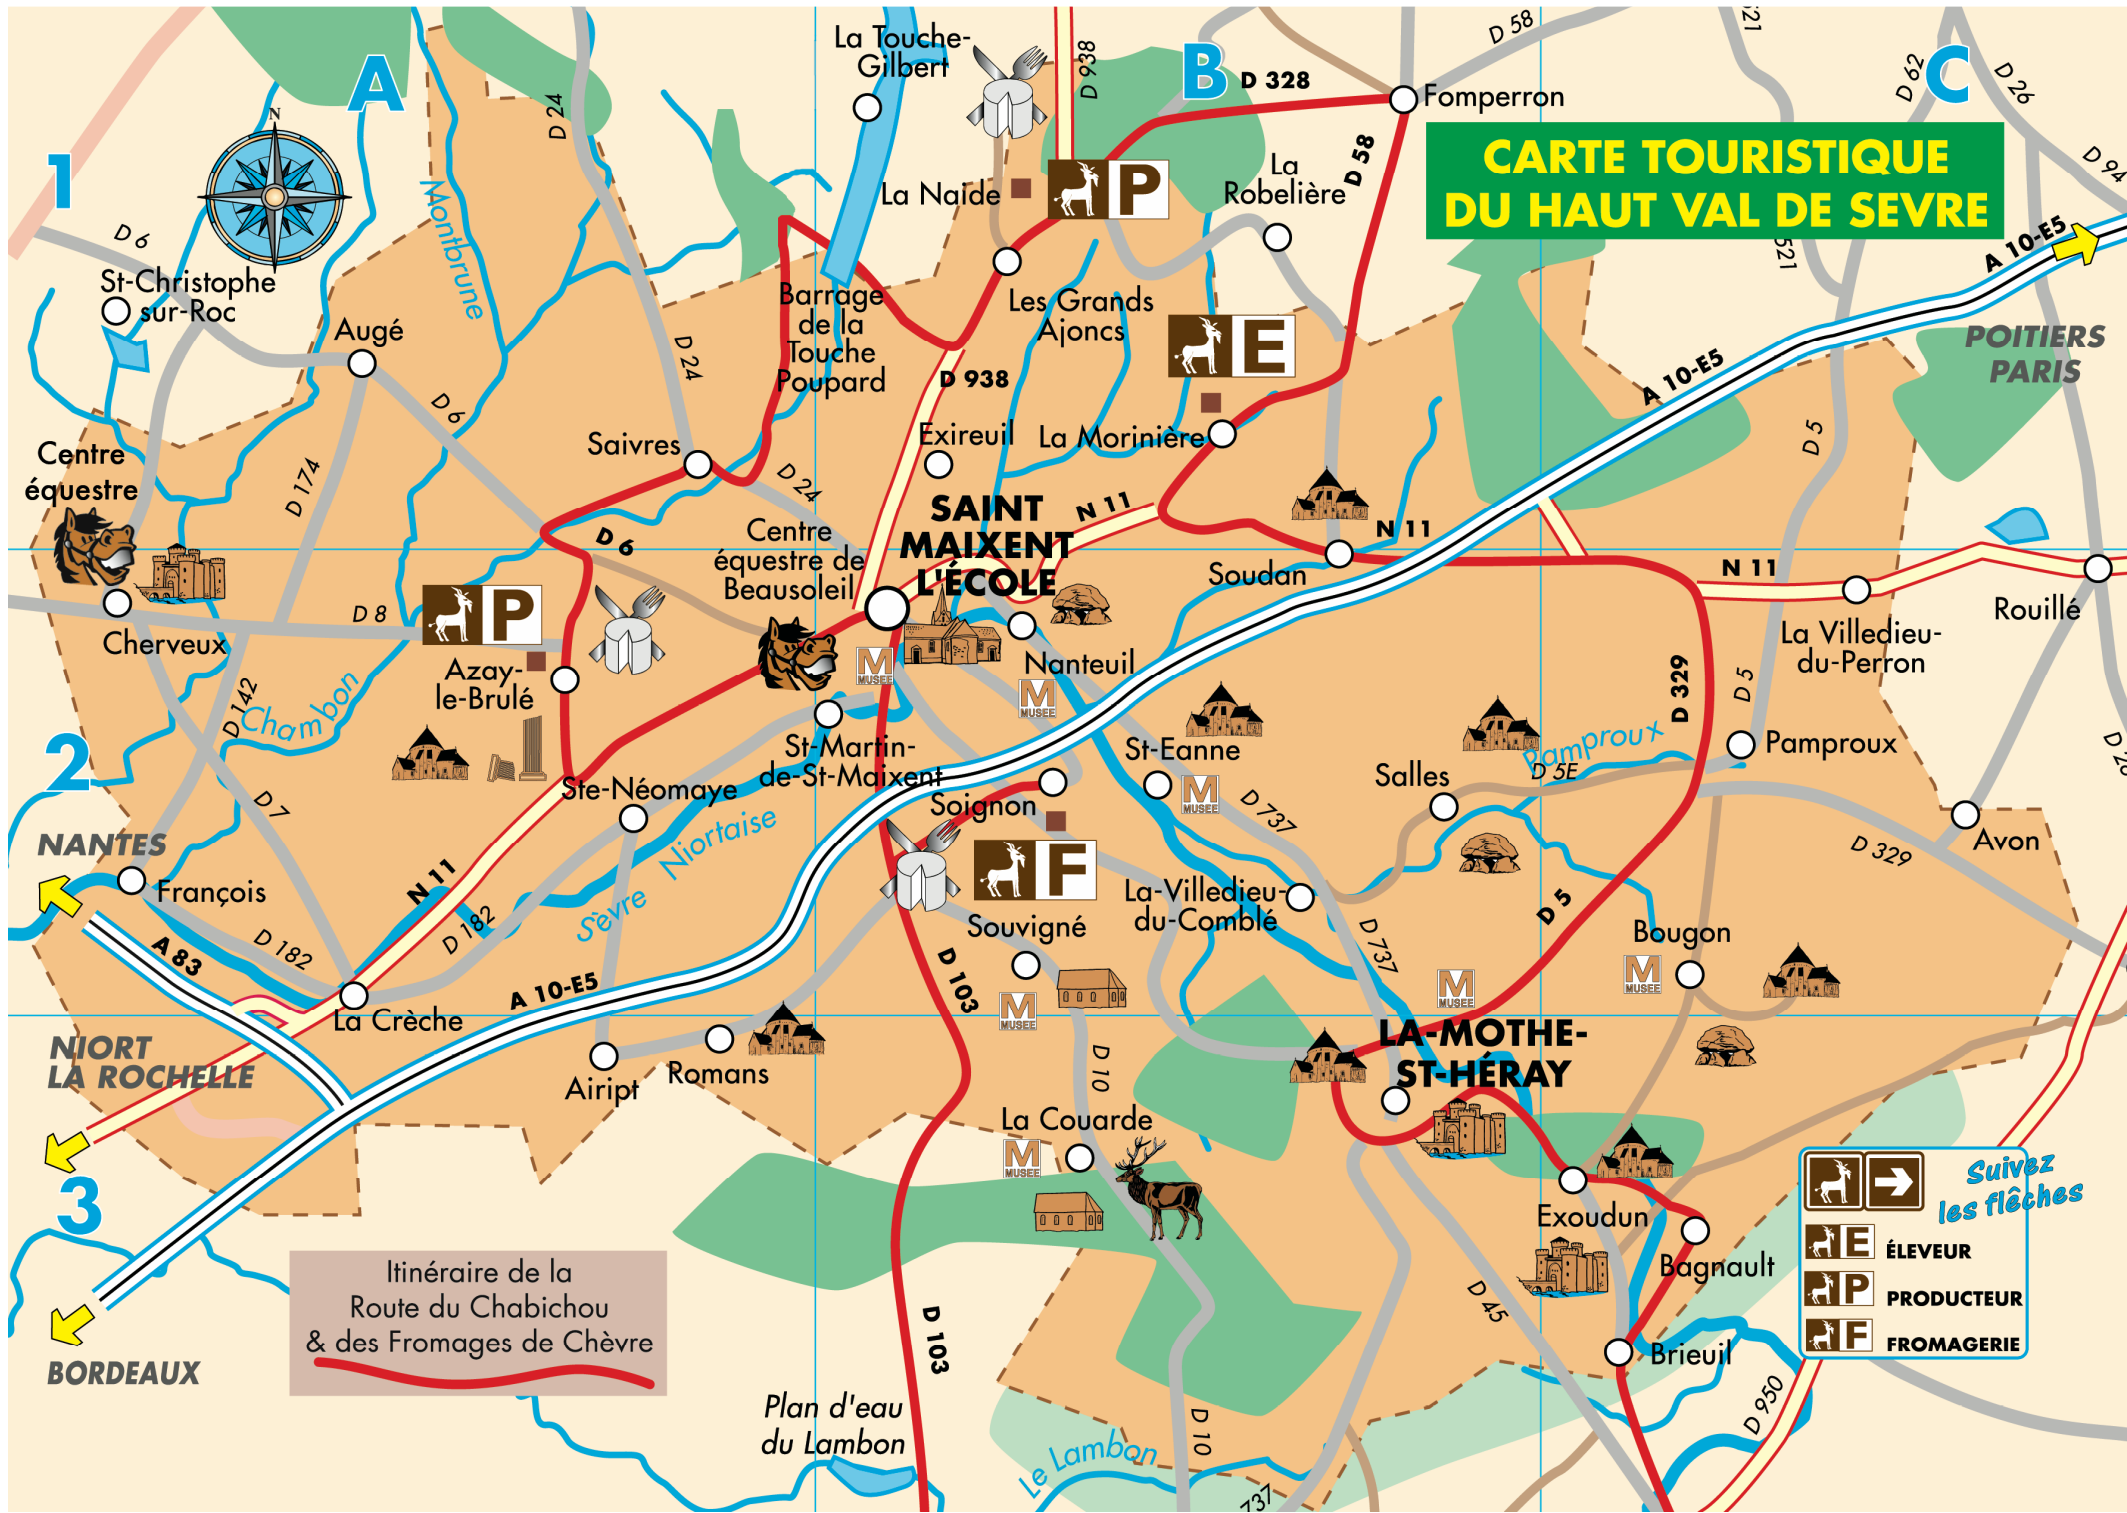 A
B
C
1
2
3
N
CARTE TOURISTIQUE
DU HAUT VAL DE SEVRE
La Touche-
Gilbert
D 938
D 328
D 58
Fomperron
D 58
521
D 62
D 26
D 94
D 24
Montbrune
D 6
St-Christophe
sur-Roc
La Naide
P
La
Robelière
521
A 10-E5
POITIERS
PARIS
Augé
D 24
Barrage
de la
Touche
Poupard
Les Grands
Ajoncs
E
D 938
A 10-E5
D 6
D 174
Centre
équestre
Saivres
D 24
Exireuil
La Morinière
D 5
SAINT
MAIXENT
L'ÉCOLE
N 11
N 11
D 6
Centre
équestre de
Beausoleil
Soudan
N 11
Rouillé
D 8
P
Cherveux
Azay-
le-Brulé
MUSEE
Nanteuil
M
MUSEE
La Villedieu-
du-Perron
D 329
D 5
D 142
Chambon
St-Martin-
de-St-Maixent
St-Eanne
M
MUSEE
Pamproux
D 5E
Pamproux
Salles
D 7
Ste-Néomaye
Soignon
D 737
Niortaise
Sèvre
Avon
D 329
NANTES
François
N 11
D 182
D 182
F
La-Villedieu-
du-Comblé
D 5
A 83
Souvigné
D 103
D 737
Bougon
M
MUSEE
M
MUSEE
M
MUSEE
A 10-E5
La Crèche
NIORT
LA ROCHELLE
Aiript
Romans
LA-MOTHE-
ST-HÉRAY
D 10
La Couarde
M
MUSEE
Exoudun
Bagnault
Suivez
les flêches
E ÉLEVEUR
P PRODUCTEUR
F FROMAGERIE
Itinéraire de la
Route du Chabichou
& des Fromages de Chèvre
BORDEAUX
D 103
D 45
Brieuil
D 950
Plan d'eau
du Lambon
Le Lambon
D 10
737